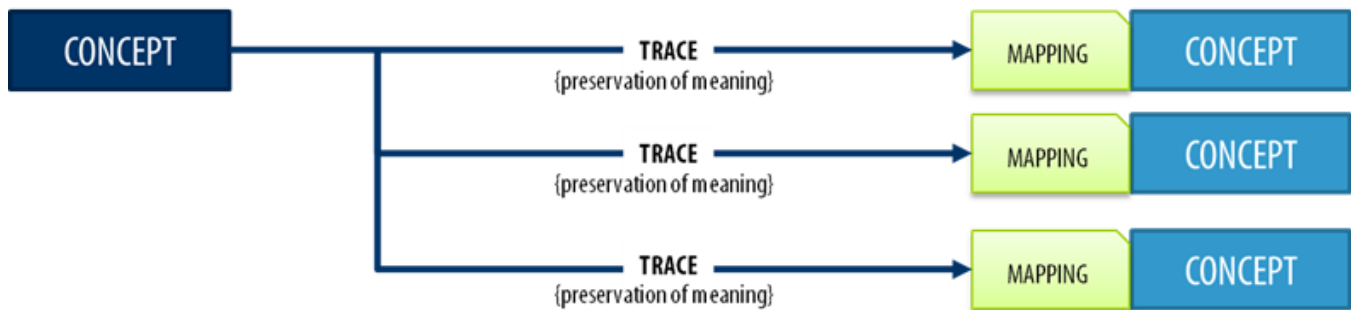 CONCEPT
TRACE
{preservation of meaning}
MAPPING
CONCEPT
TRACE
{preservation of meaning}
MAPPING
CONCEPT
TRACE
{preservation of meaning}
MAPPING
CONCEPT